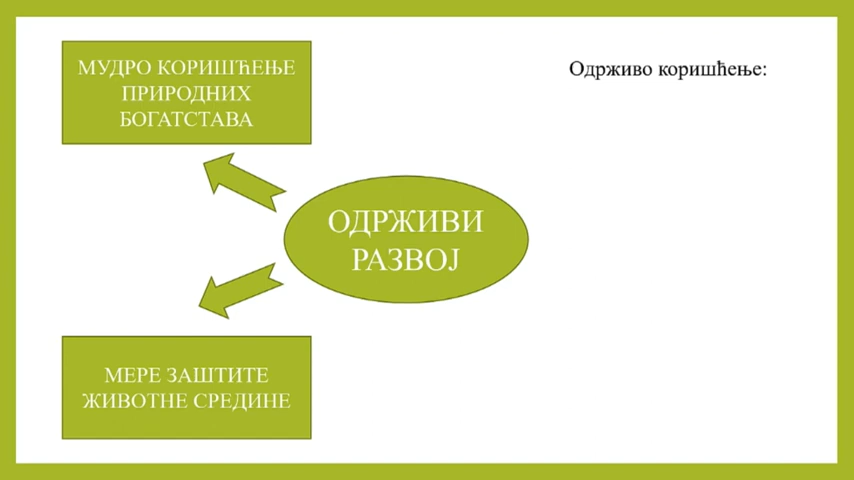 МУДРО КОРИШЋЕЊЕ
ПРИРОДНИХ
БОГАТСТАВА
Одрживо коришћење:
ОДРЖИВИ
РАЗВОЈ
МЕРЕ ЗАШТИТЕ
ЖИВОТНЕ СРЕДИНЕ